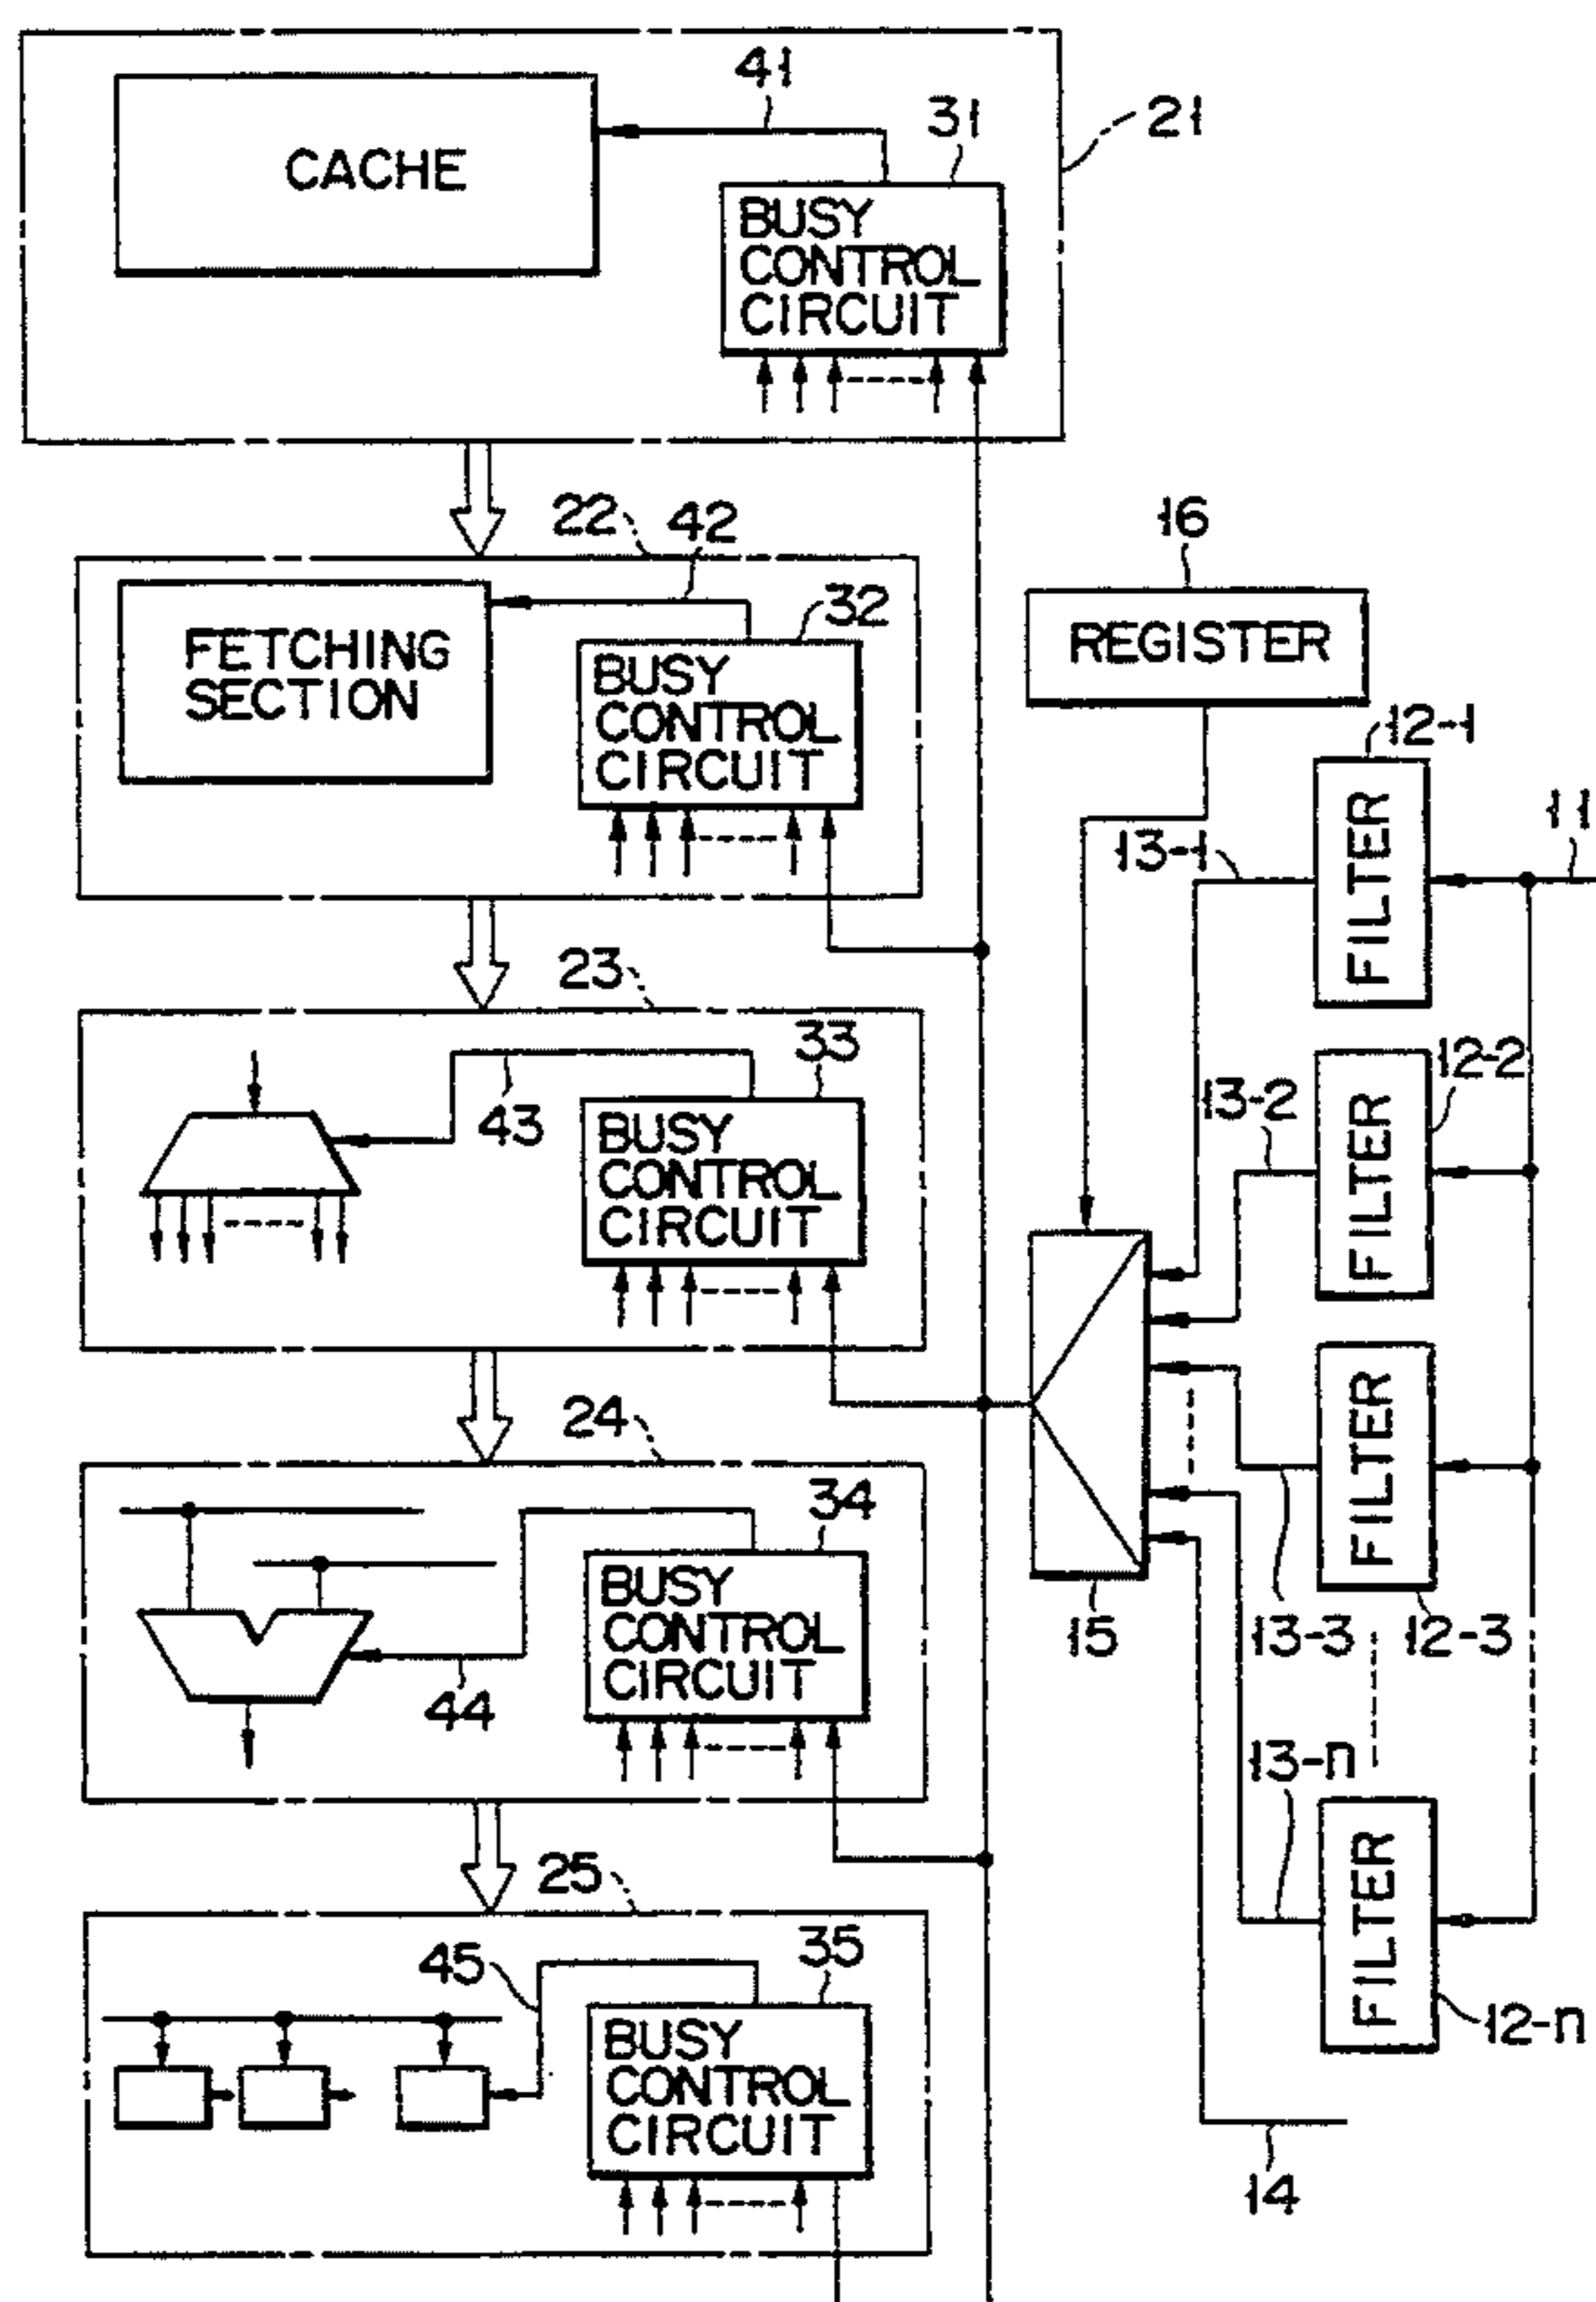 41
31
21
CACHE
BUSY
CONTROL
CIRCUIT
22
42
16
32
FETCHING
SECTION
BUSY
CONTROL
CIRCUIT
REGISTER
12-1
11
13-1
FILTER
23
33
43
BUSY
CONTROL
CIRCUIT
12-2
13-2
FILTER
24
34
BUSY
CONTROL
CIRCUIT
44
FILTER
15
13-3
12-3
13-n
25
35
45
BUSY
CONTROL
CIRCUIT
FILTER
12-n
14